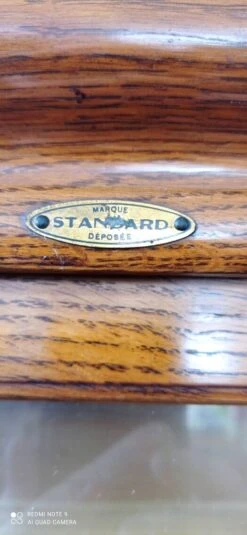 MARQUE
STANDARD
DÉPOSÉE
REDMI NOTE 9
AI QUAD CAMERA